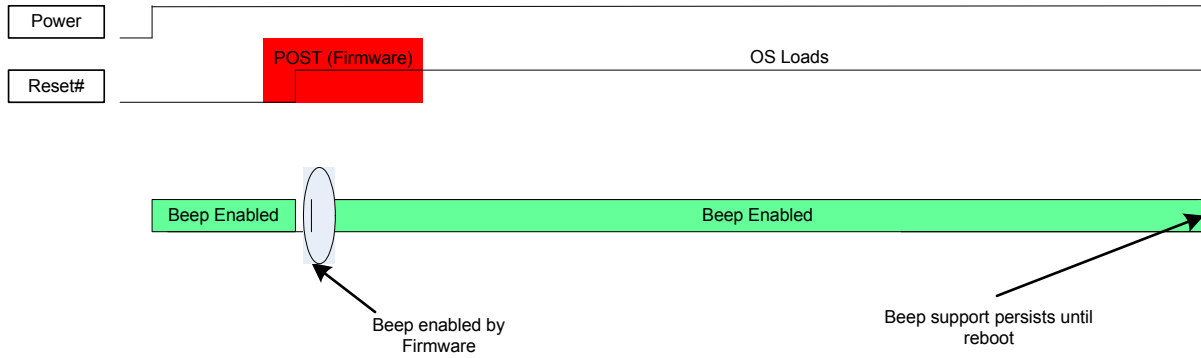 Power
POST (Firmware)
OS Loads
Reset#
Beep Enabled
Beep Enabled
Beep enabled by
Firmware
Beep support persists until
reboot